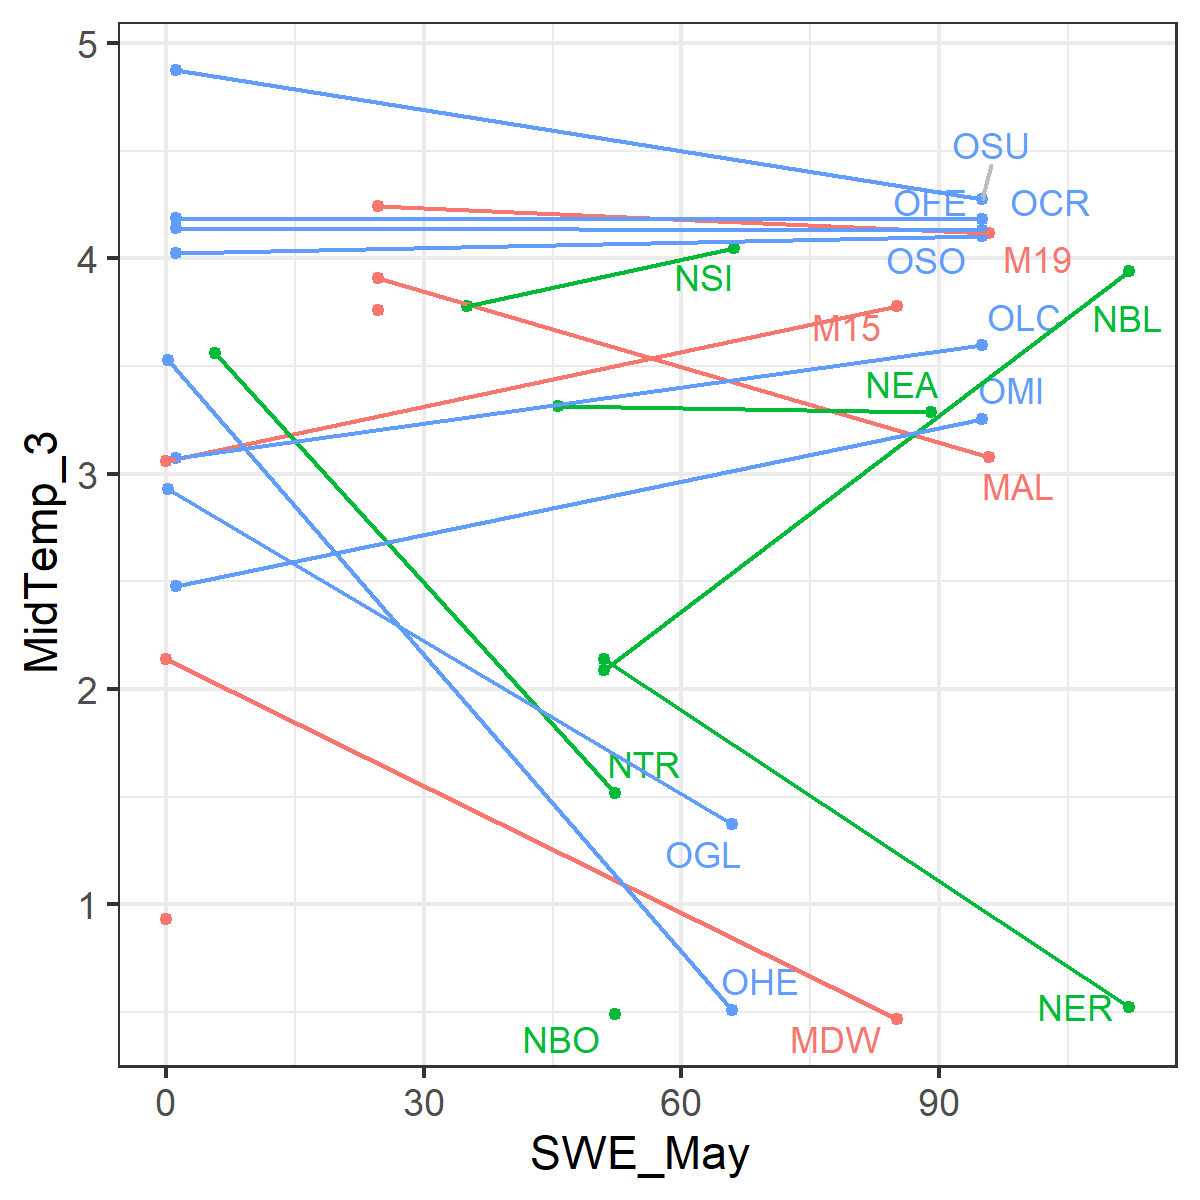 5
OSU
OFE
OCR
4
OSO
M19
NSI
OLC
NBL
M15
NEA
OMI
3
MAL
MidTemp_3
2
NTR
OGL
1
OHE
NER
NBO
MDW
0
30
60
90
SWE_May